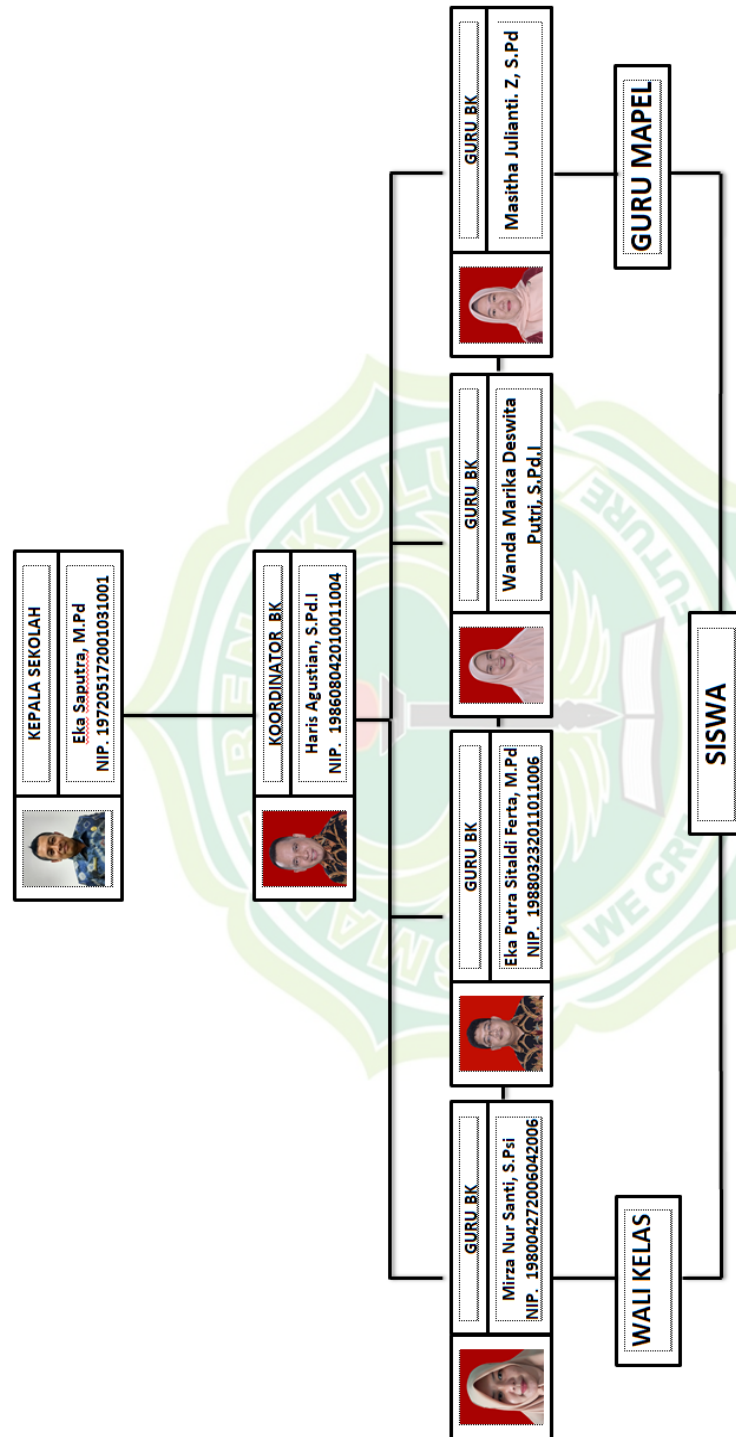 KEPALA SEKOLAH
Eka Saputra, M.Pd
NIP. 197205172001031001
KOORDINATOR BK
Haris Agustian, S.Pd.I
NIP. 198608042010011004
GURU BK
Mirza Nur Santi, S.Psi
NIP. 198004272006042006
GURU BK
Eka Putra Sitaldi Ferta, M.Pd
NIP. 198803232011011006
GURU BK
Wanda Marika Deswita
Putri, S.Pd.I
GURU BK
Masitha Julianti. Z, S.Pd
WALI KELAS
GURU MAPEL
SISWA